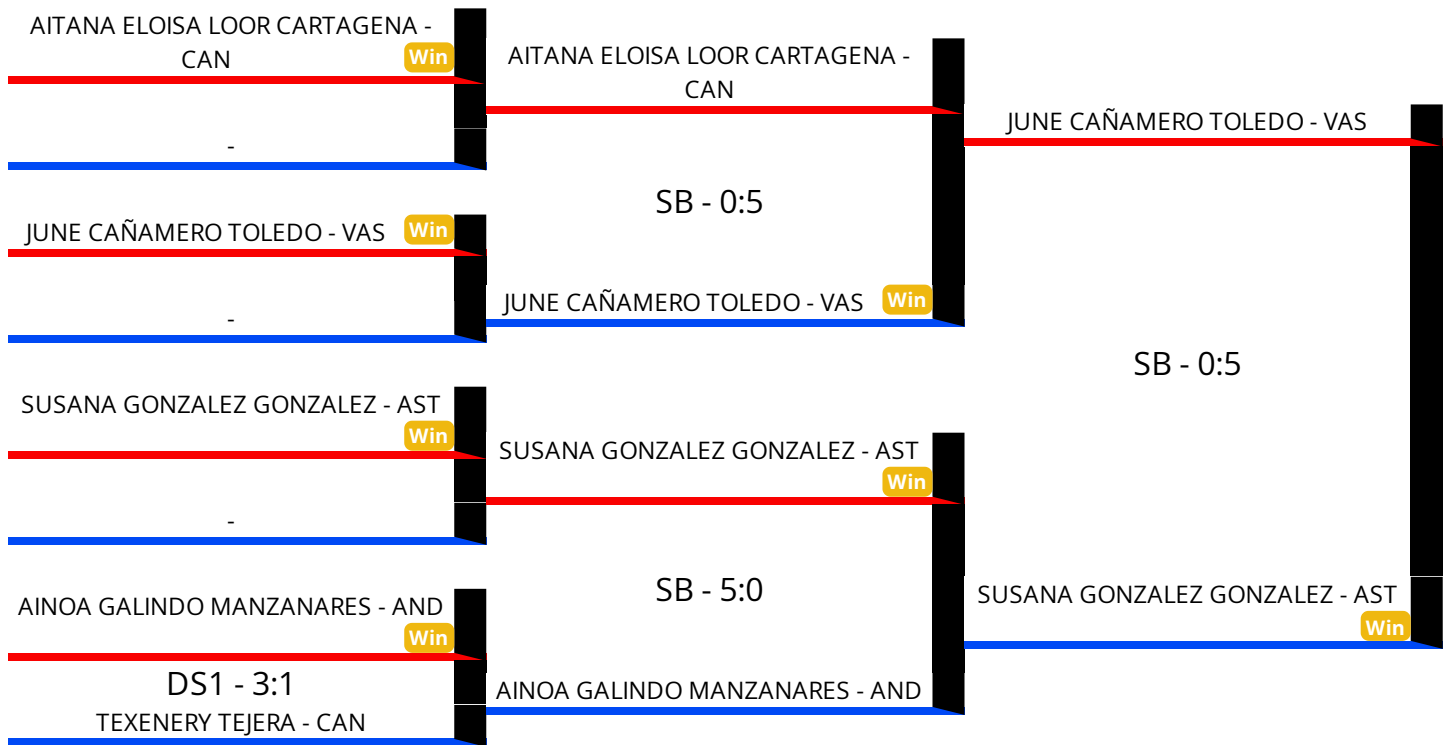 AITANA ELOISA LOOR CARTAGENA -
CAN
Win
-
JUNE CAÑAMERO TOLEDO - VAS
Win
-
SUSANA GONZALEZ GONZALEZ - AST
Win
-
AINOA GALINDO MANZANARES - AND
Win
DS1 - 3:1
TEXENERY TEJERA - CAN
AITANA ELOISA LOOR CARTAGENA -
CAN
SB - 0:5
JUNE CAÑAMERO TOLEDO - VAS
Win
SUSANA GONZALEZ GONZALEZ - AST
Win
SB - 5:0
AINOA GALINDO MANZANARES - AND
JUNE CAÑAMERO TOLEDO - VAS
SB - 0:5
SUSANA GONZALEZ GONZALEZ - AST
Win